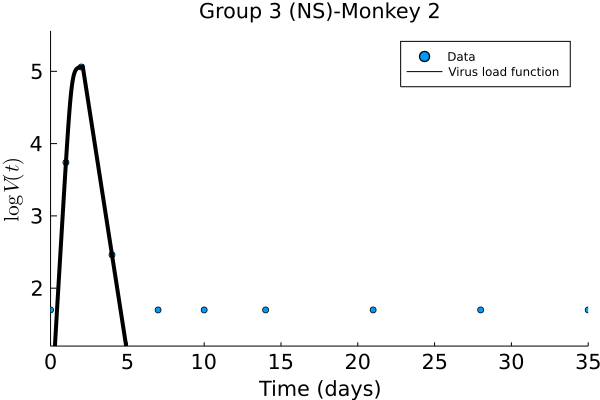 Group 3 (NS)-Monkey 2
Data
Virus load function
5
4
3
2
log V(t)
0 5 10 15 20 25 30 35
Time (days)